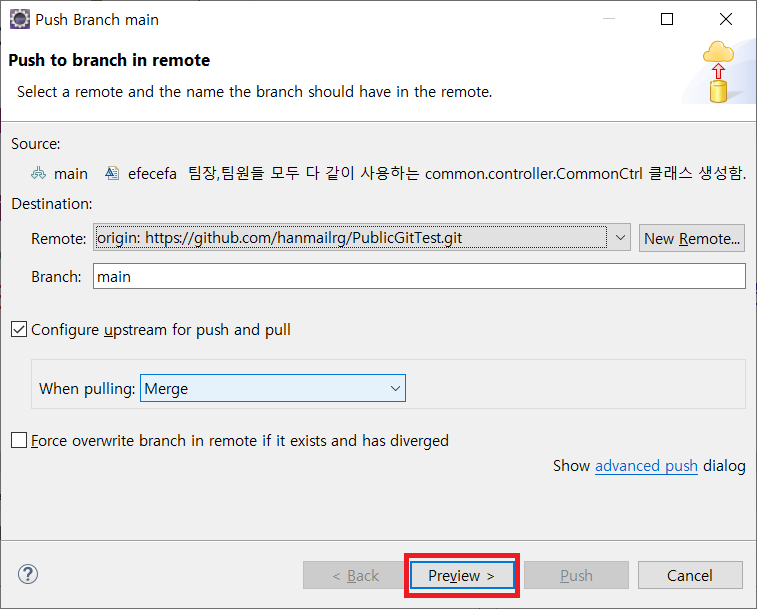 Push Branch main
Push to branch in remote
Select a remote and the name the branch should have in the remote.
Source:
main efecefa 팀장,팀원들 모두 다 같이 사용하는 common.controller.CommonCtrl 클래스 생성함.
Destination:
Remote: origin: https://github.com/hanmailrg/PublicGitTest.git New Remote...
Branch: main
Configure upstream for push and pull
When pulling: Merge
Force overwrite branch in remote if it exists and has diverged
Show advanced push dialog
? < Back Preview > Push Cancel